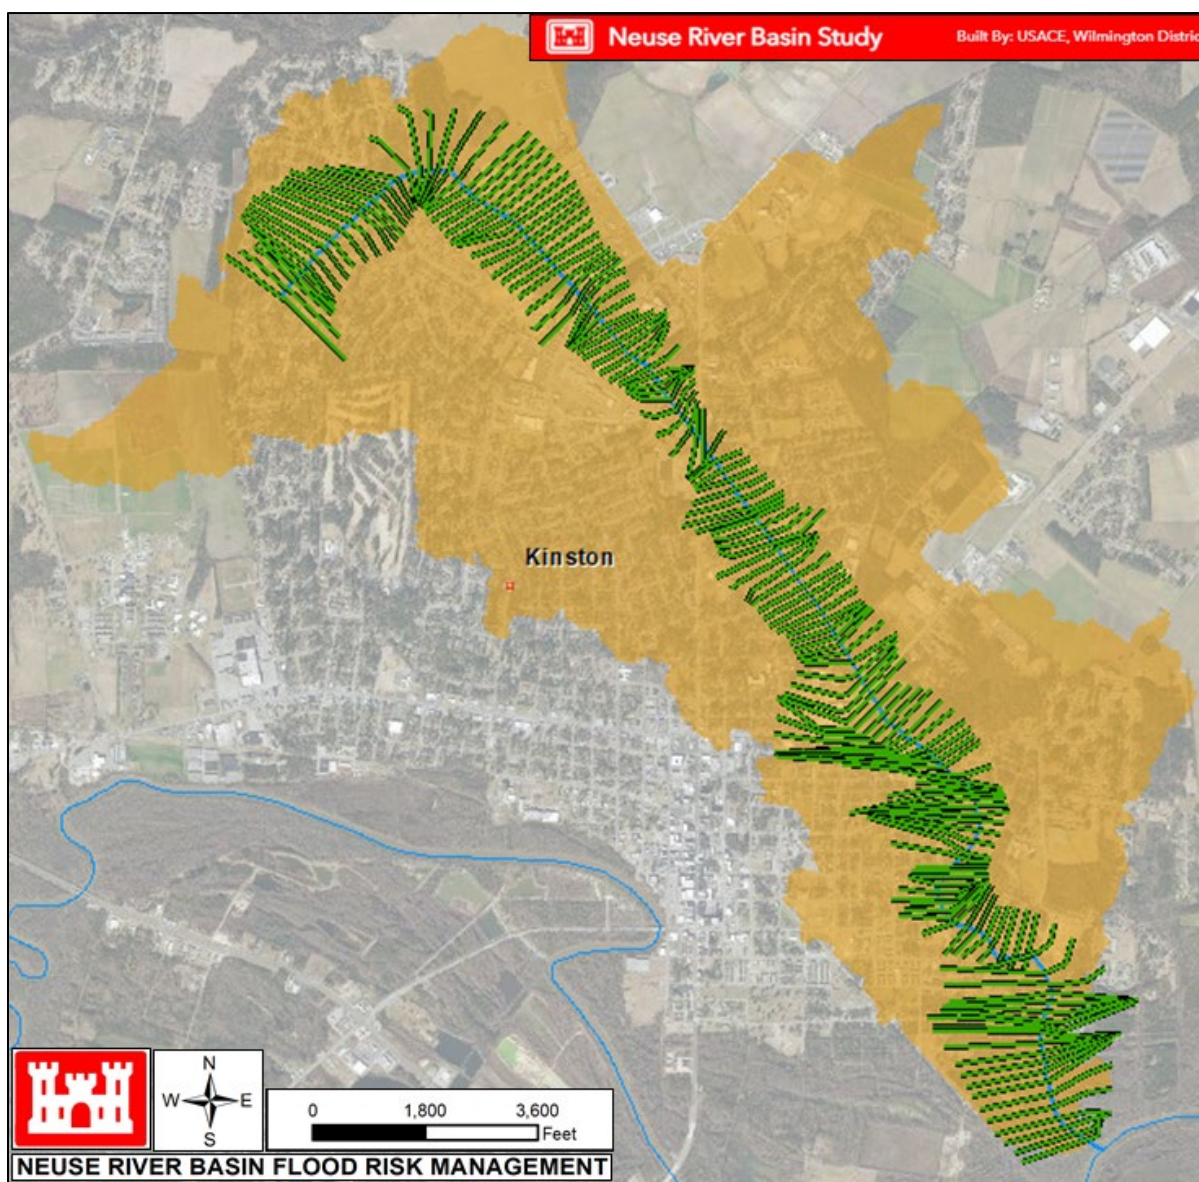 Neuse River Basin Study
Built By: USACE, Wilmington Distric
Kinston
N
W E
S
0 1,800 3,600
Feet
NEUSE RIVER BASIN FLOOD RISK MANAGEMENT